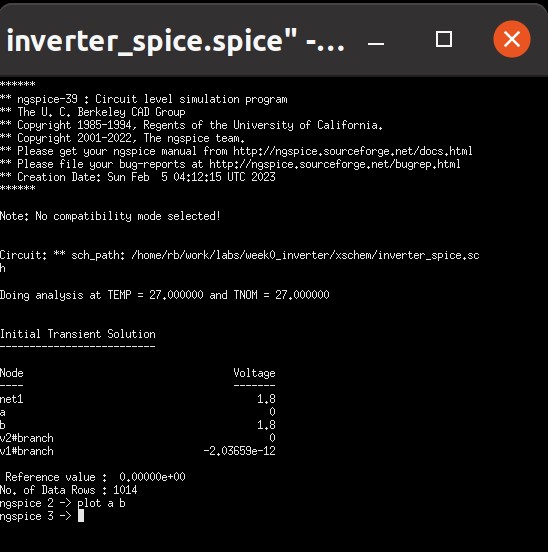 inverter_spice.spice" -...
******
** ngspice-39 : Circuit level simulation program
** The U. C. Berkeley CAD Group
** Copyright 1985-1994, Regents of the University of California.
** Copyright 2001-2022, The ngspice team.
** Please get your ngspice manual from http://ngspice.sourceforge.net/docs.html
** Please file your bug-reports at http://ngspice.sourceforge.net/bugrep.html
** Creation Date: Sun Feb  5 04:12:15 UTC 2023
******
Note: No compatibility mode selected!
Circuit: ** sch_path: /home/rb/work/labs/week0_inverter/xschem/inverter_spice.sc
h
Doing analysis at TEMP = 27.000000 and TNOM = 27.000000
Initial Transient Solution
--------------------------
Node Voltage
---- -------
net1 1.8
a 0
b 1.8
v2#branch 0
v1#branch -2.03659e-12
Reference value :  0.00000e+00
No. of Data Rows : 1014
ngspice 2 -> plot a b
ngspice 3 ->